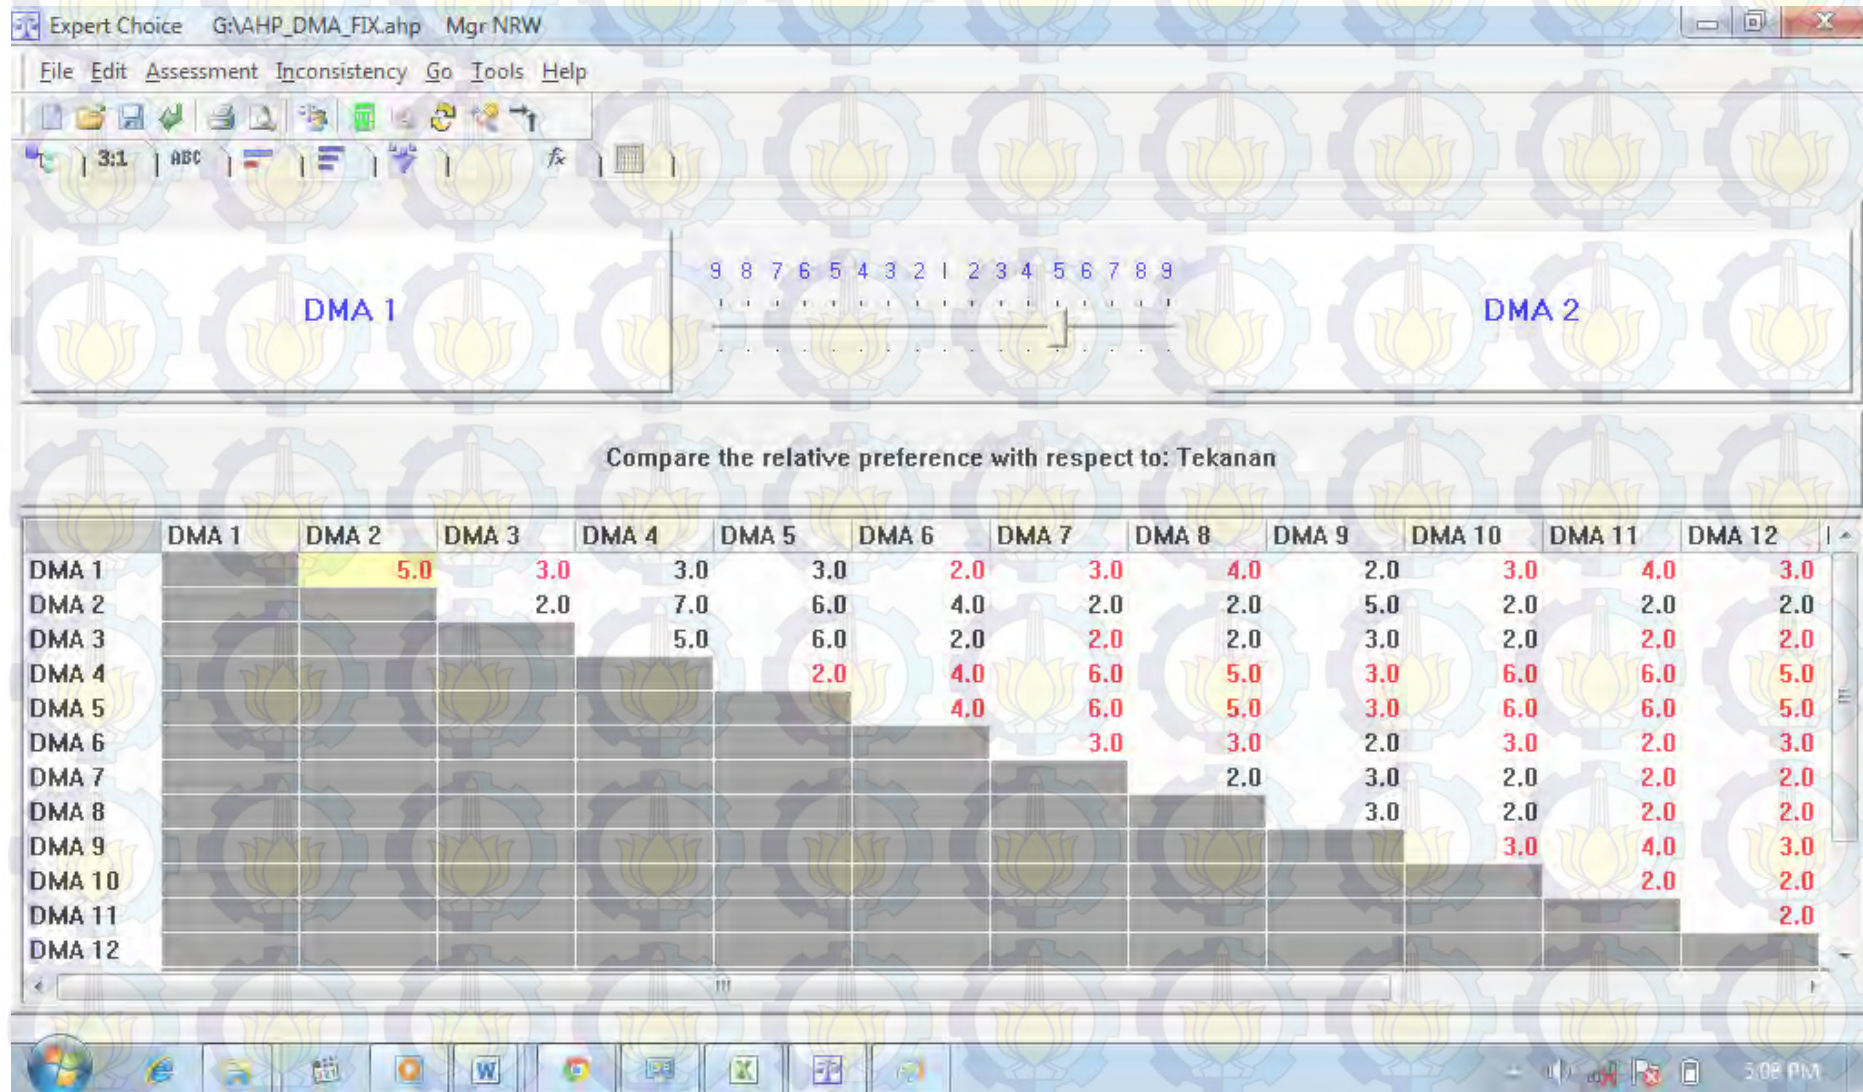 Expert Choice G:\AHP_DMA_FIX.ahp Mgr NRW
File Edit Assessment Inconsistency Go Tools Help
3:1 ABC fx
9 8 7 6 5 4 3 2 1 2 3 4 5 6 7 8 9
DMA 1 DMA 2
Compare the relative preference with respect to: Tekanan
DMA 1 DMA 2 DMA 3 DMA 4 DMA 5 DMA 6 DMA 7 DMA 8 DMA 9 DMA 10 DMA 11 DMA 12
DMA 1 5.0 3.0 3.0 3.0 2.0 3.0 4.0 2.0 3.0 4.0 3.0
DMA 2 2.0 7.0 6.0 4.0 2.0 2.0 5.0 2.0 2.0 2.0
DMA 3 5.0 6.0 2.0 2.0 2.0 3.0 2.0 2.0 2.0
DMA 4 2.0 4.0 6.0 5.0 3.0 6.0 6.0 5.0
DMA 5 4.0 6.0 5.0 3.0 6.0 6.0 5.0
DMA 6 3.0 3.0 2.0 3.0 2.0 3.0
DMA 7 2.0 3.0 2.0 2.0 2.0
DMA 8 3.0 2.0 2.0 2.0
DMA 9 3.0 4.0 3.0
DMA 10 2.0 2.0
DMA 11 2.0
DMA 12
5:08 PM